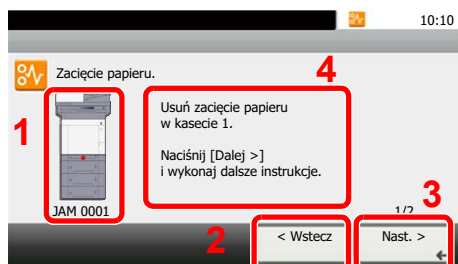 10:10
Zacięcie papieru.
4
1
Usuń zacięcie papieru
w kasecie 1.
Naciśnij [Dalej >]
i wykonaj dalsze instrukcje.
JAM 0001
1/2
3
2
< Wstecz
Nast. >